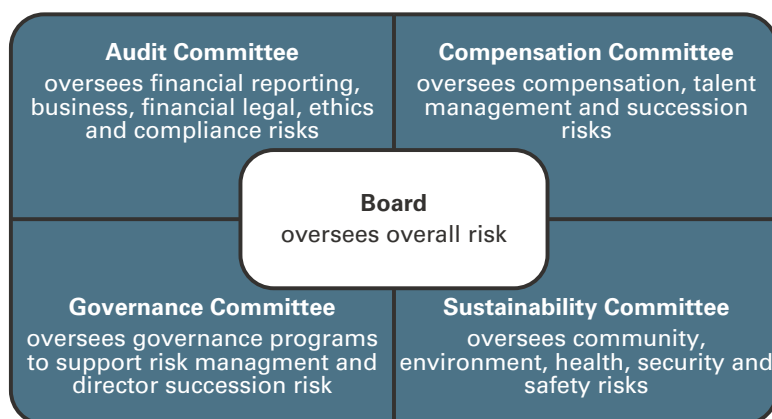 Audit Committee
oversees financial reporting,
business, financial legal, ethics
and compliance risks
Compensation Committee
oversees compensation, talent
management and succession
risks
Board
oversees overall risk
Governance Committee
oversees governance programs
to support risk managment and
director succession risk
Sustainability Committee
oversees community,
environment, health, security and
safety risks